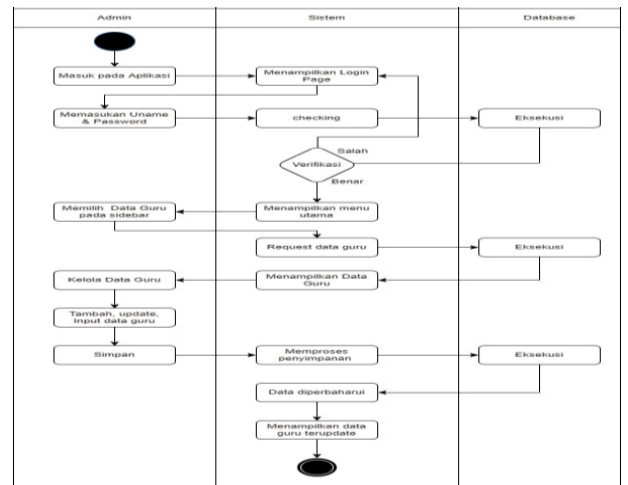 Admin
Sistem
Database
Masuk pada Aplikasi
Menampilkan Login
Page
Memasukan Uname
& Password
checking
Eksekusi
Salah
Verifikasi
Benar
Memilih Data Guru
pada sidebar
Menampilkan menu
utama
Request data guru
Eksekusi
Kelola Data Guru
Menampilkan Data
Guru
Tambah, update,
Input data guru
Simpan
Memproses
penyimpanan
Eksekusi
Data diperbaharui
Menampilkan data
guru terupdate